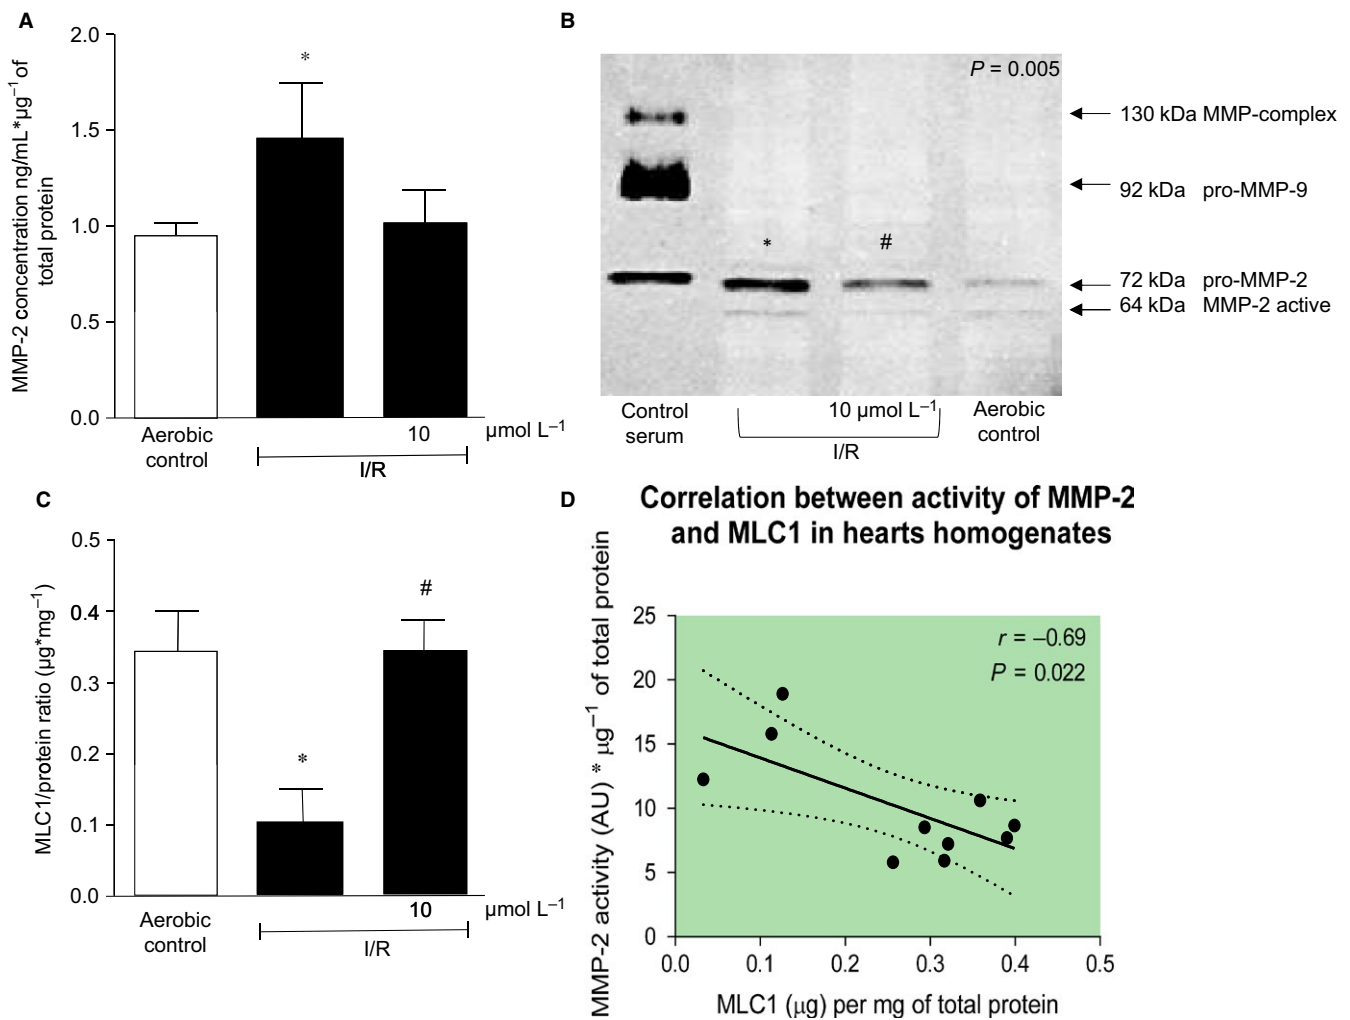 A
MMP-2 concentration ng/mL*µg⁻¹ of
total protein
2.0
1.5
1.0
0.5
0.0
*
Aerobic
control
10
µmol L⁻¹
I/R
B
P = 0.005
130 kDa MMP-complex
92 kDa pro-MMP-9
72 kDa pro-MMP-2
64 kDa MMP-2 active
*
#
Control
serum
10 µmol L⁻¹
I/R
Aerobic
control
C
MLC1/protein ratio (µg*mg⁻¹)
0.5
0.4
0.3
0.2
0.1
0.0
*
#
Aerobic
control
10
µmol L⁻¹
I/R
D
Correlation between activity of MMP-2
and MLC1 in hearts homogenates
MMP-2 activity (AU) * µg⁻¹ of total protein
25
20
15
10
5
0
r = –0.69
P = 0.022
0.0 0.1 0.2 0.3 0.4 0.5
MLC1 (µg) per mg of total protein